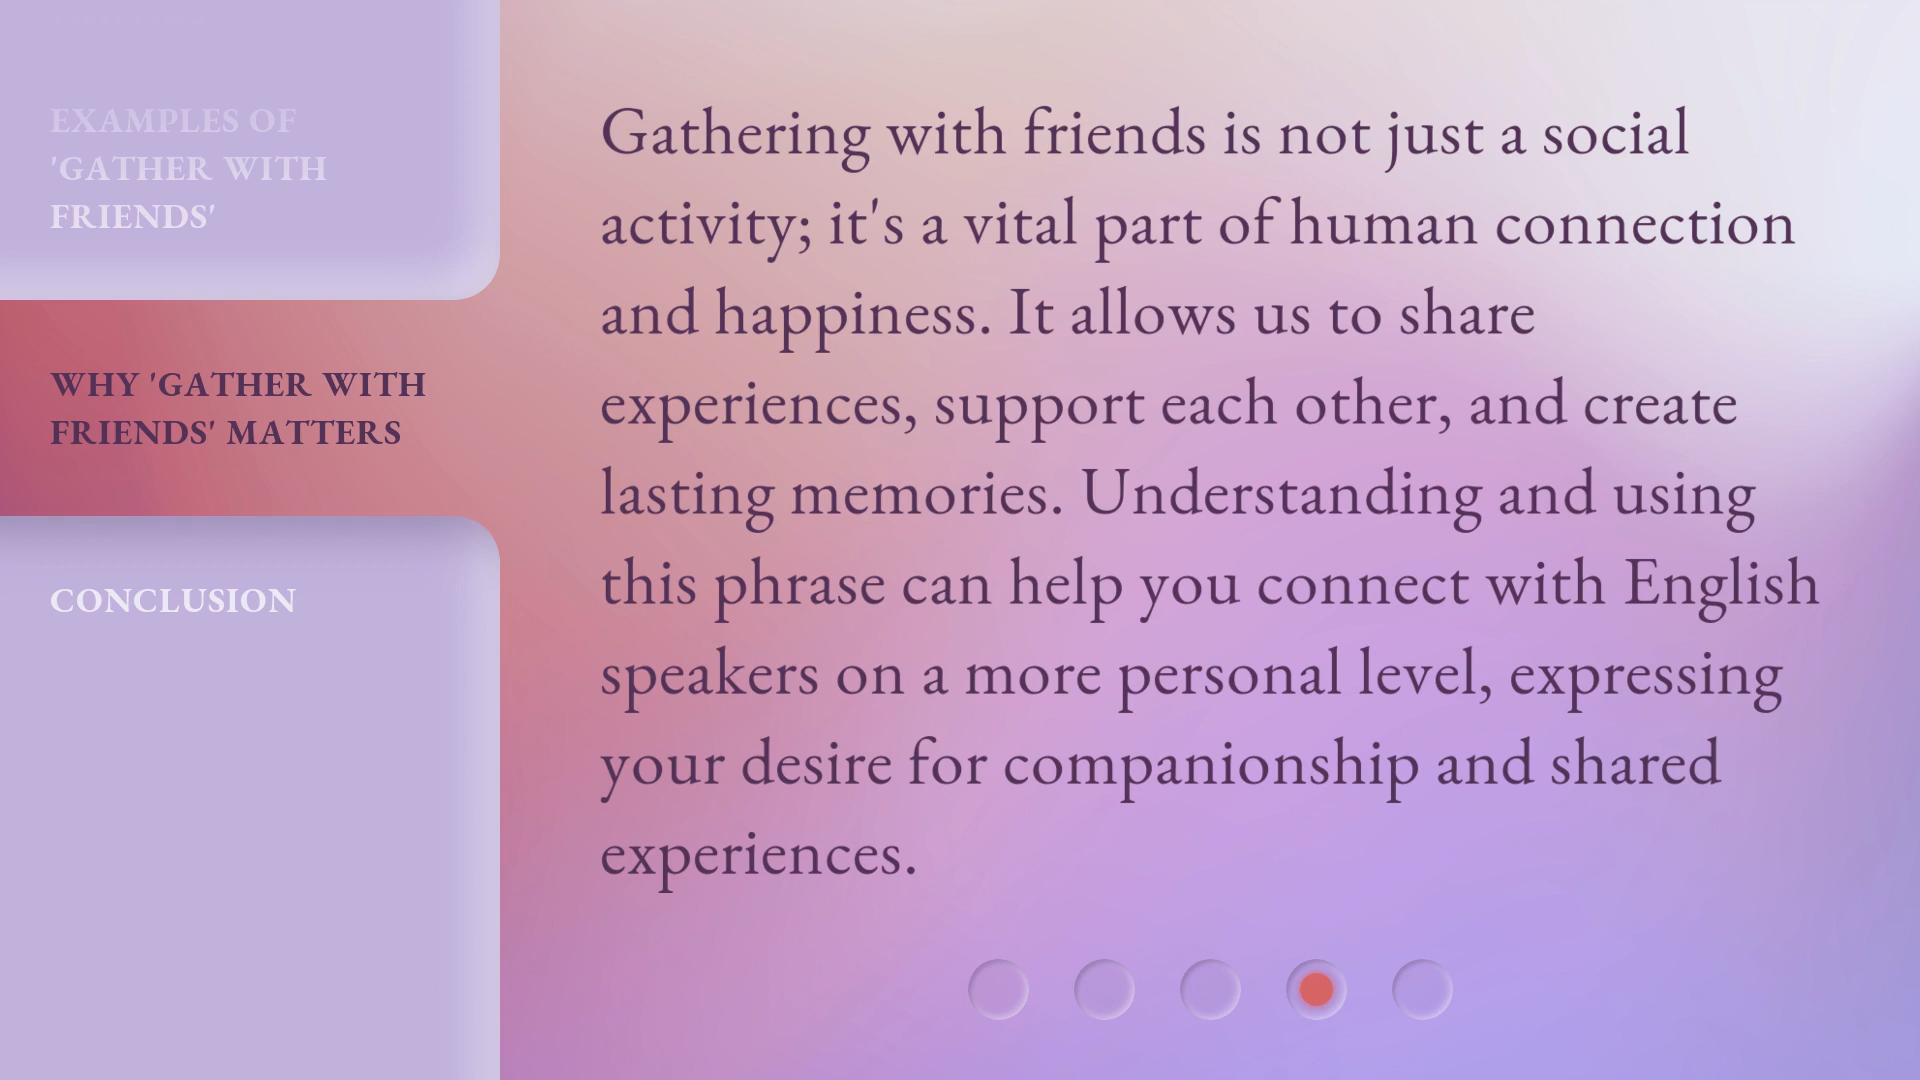 EXAMPLES OF
'GATHER WITH
FRIENDS'
WHY 'GATHER WITH
FRIENDS' MATTERS
CONCLUSION
Gathering with friends is not just a social
activity; it's a vital part of human connection
and happiness. It allows us to share
experiences, support each other, and create
lasting memories. Understanding and using
this phrase can help you connect with English
speakers on a more personal level, expressing
your desire for companionship and shared
experiences.